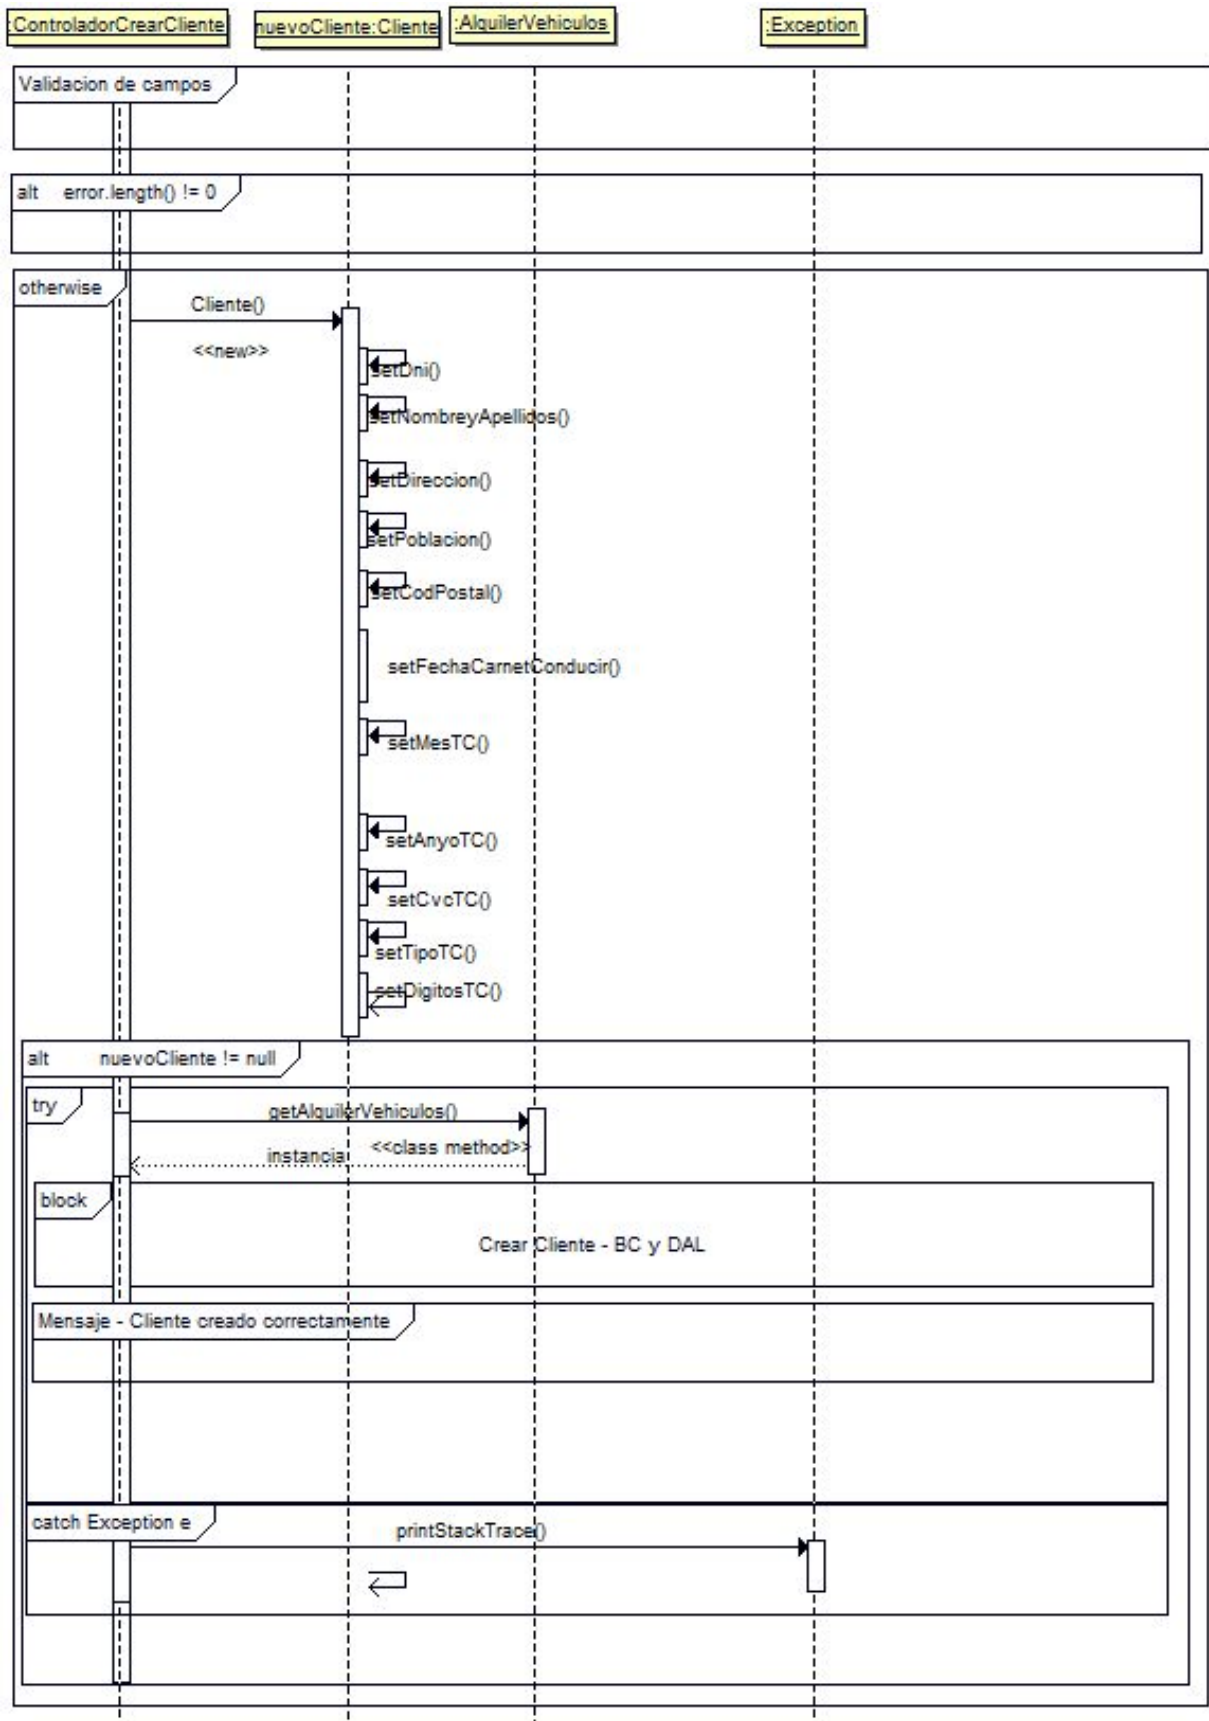 :ControladorCrearCliente
nuevoCliente:Cliente
:AlquilerVehiculos
:Exception
Validacion de campos
alt error.length() != 0
otherwise
Cliente()
<<new>>
setDni()
setNombreyApellidos()
setDireccion()
setPoblacion()
setCodPostal()
setFechaCarnetConducir()
setMesTC()
setAnyoTC()
setCvcTC()
setTipoTC()
setDigitosTC()
alt nuevoCliente != null
try
getAlquilerVehiculos()
<<class method>>
instancia
block
Crear Cliente - BC y DAL
Mensaje - Cliente creado correctamente
catch Exception e
printStackTrace()